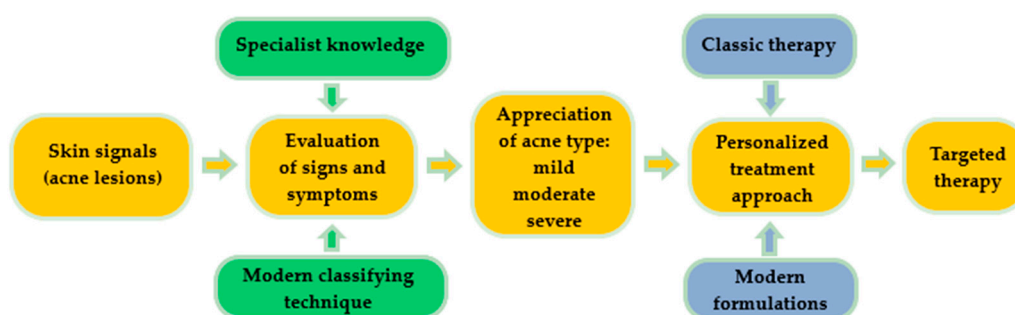 Specialist knowledge
Classic therapy
Skin signals
(acne lesions)
Evaluation
of signs and
symptoms
Appreciation
of acne type:
mild
moderate
severe
Personalized
treatment
approach
Targeted
therapy
Modern classifying
technique
Modern
formulations